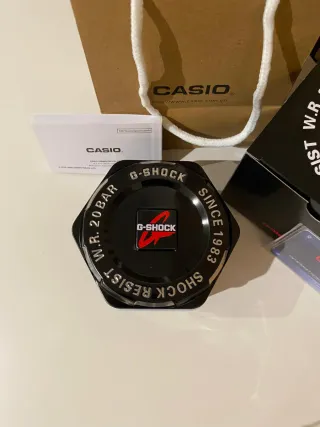 CASIO
CASIO
G-SHOCK
SINCE 1983
SHOCK RESIST
W.R. 20BAR
G-SHOCK
SIST W.R.